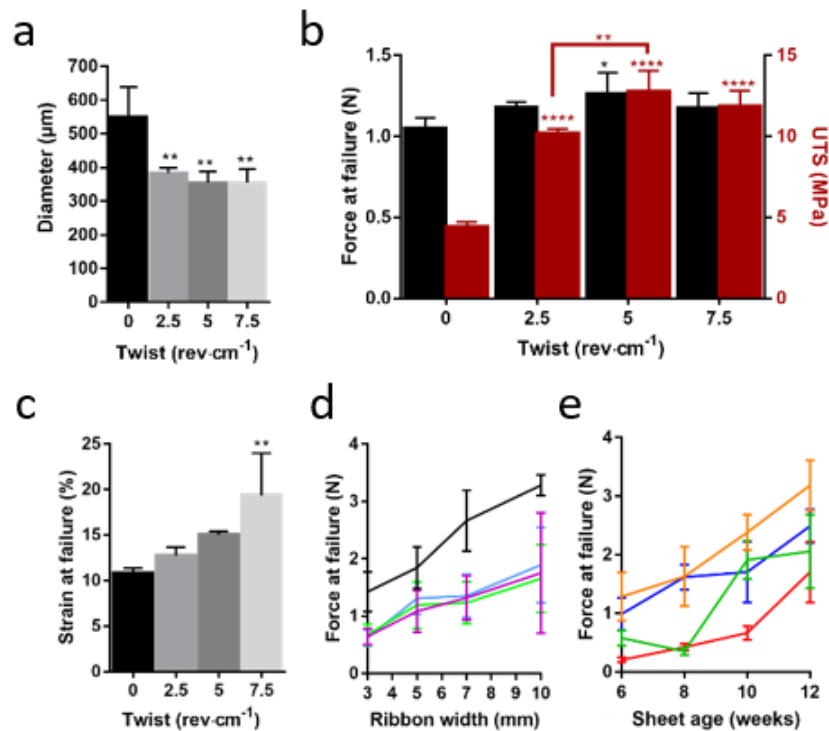 a
700
600
500
400
300
200
100
0
Diameter (µm)
**
**
**
0 2.5 5 7.5
Twist (rev·cm⁻¹)
b
1.5
1.0
0.5
0.0
Force at failure (N)
**
****
*
****
****
15
10
5
0
UTS (MPa)
0 2.5 5 7.5
Twist (rev·cm⁻¹)
c
25
20
15
10
5
0
Strain at failure (%)
**
0 2.5 5 7.5
Twist (rev·cm⁻¹)
d
4
3
2
1
0
Force at failure (N)
3 4 5 6 7 8 9 10
Ribbon width (mm)
e
4
3
2
1
0
Force at failure (N)
6 8 10 12
Sheet age (weeks)